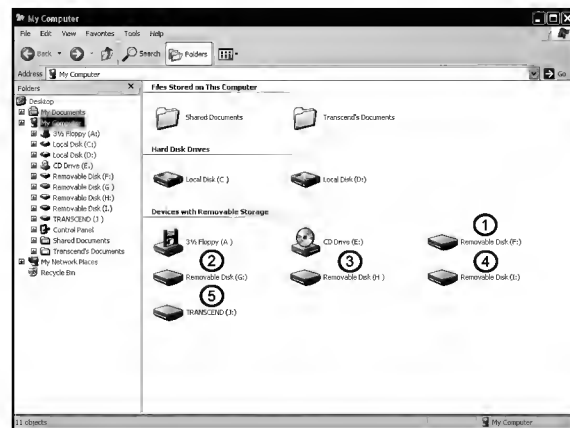 My Computer
File Edit View Favorites Tools Help
Back Search Folders
Address My Computer Go
Folders X
Desktop
My Documents
My Computer
3½ Floppy (A:)
Local Disk (C:)
Local Disk (D:)
CD Drive (E:)
Removable Disk (F:)
Removable Disk (G:)
Removable Disk (H:)
Removable Disk (I:)
TRANSCEND (J:)
Control Panel
Shared Documents
Transcend's Documents
My Network Places
Recycle Bin
Files Stored on This Computer
Shared Documents
Transcend's Documents
Hard Disk Drives
Local Disk (C:)
Local Disk (D:)
Devices with Removable Storage
3½ Floppy (A:)
CD Drive (E:)
1
Removable Disk (F:)
2
Removable Disk (G:)
3
Removable Disk (H:)
4
Removable Disk (I:)
5
TRANSCEND (J:)
11 objects
My Computer